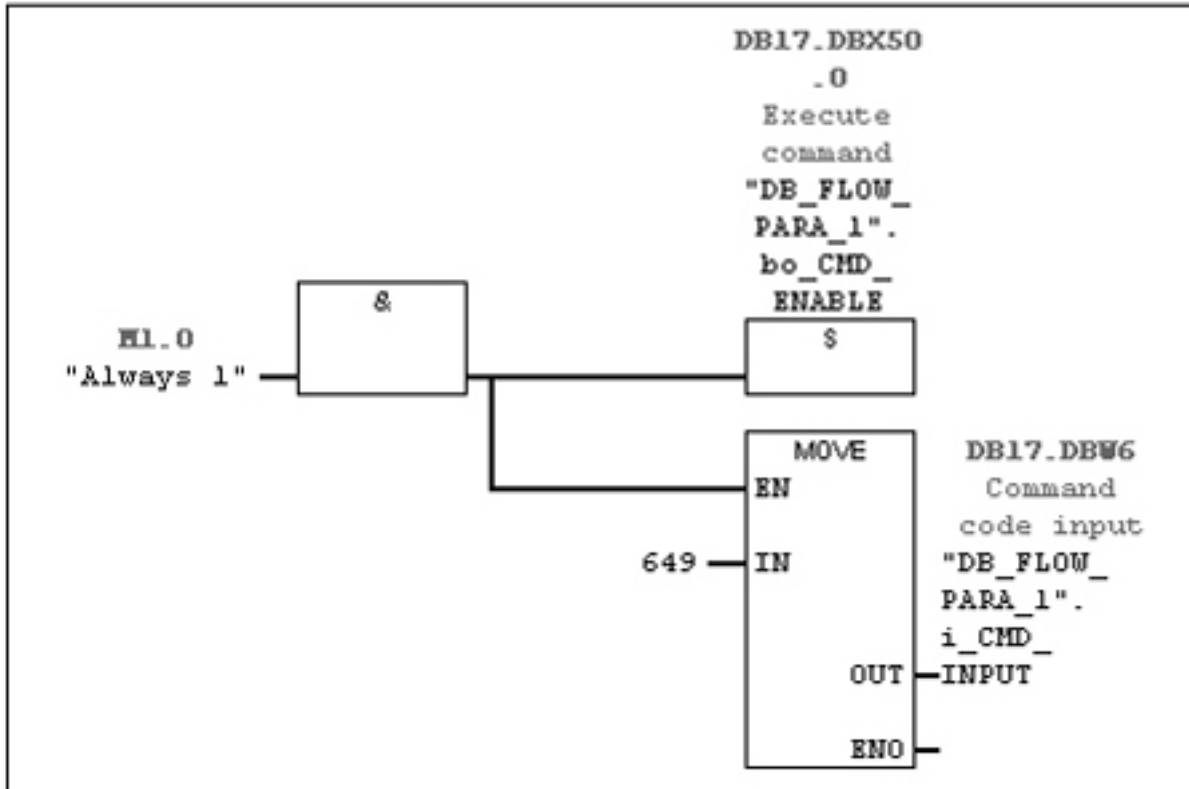 DB17.DBX50
.0
Execute
command
"DB_FLOW_
PARA_1".
bo_CMD_
ENABLE
&
S
M1.0
"Always 1"
MOVE
EN
649
IN
OUT
ENO
DB17.DBW6
Command
code input
"DB_FLOW_
PARA_1".
i_CMD_
INPUT